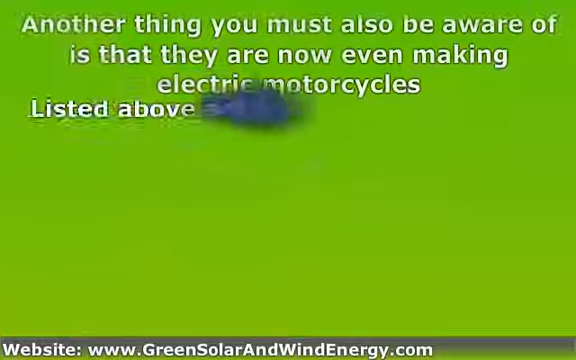 Another thing you must also be aware of
is that they are now even making
electric motorcycles
Listed above
Website: www.GreenSolarAndWindEnergy.com